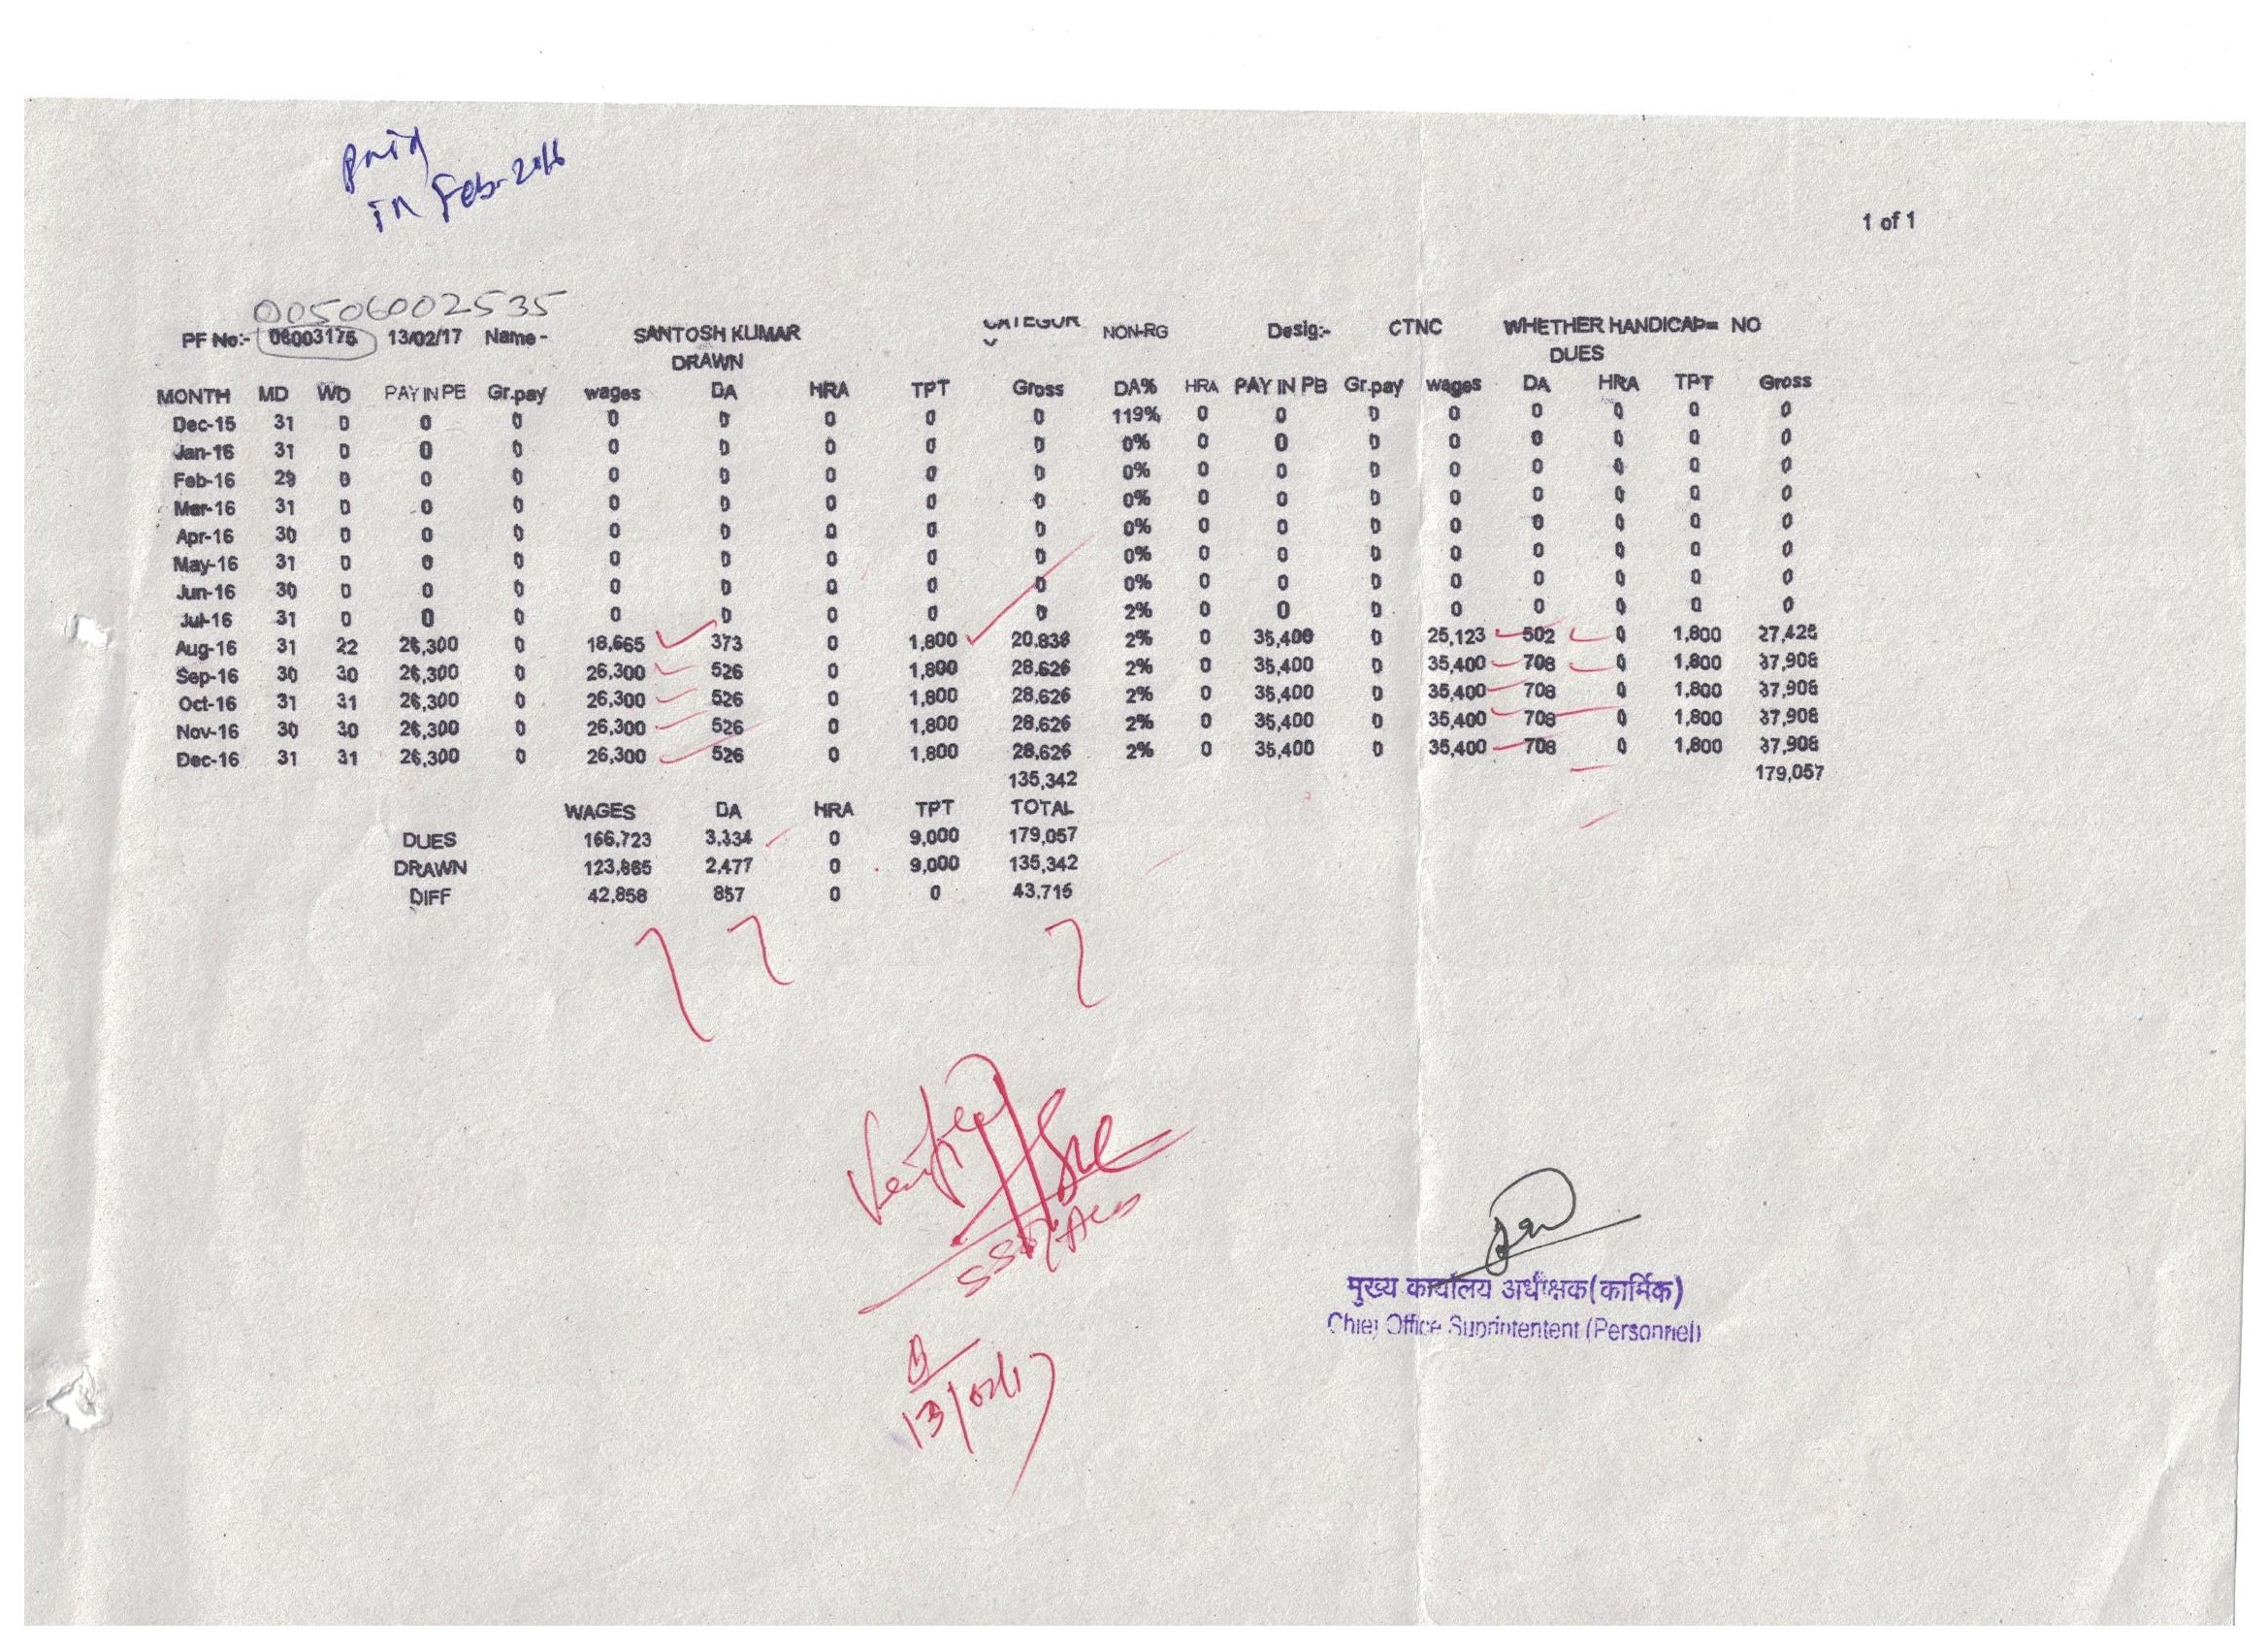 Paid
in Feb-2016
1 of 1
00506002535
PF No:- 06003175 13/02/17 Name - SANTOSH KUMAR CATEGORY NON-RG Desig:- CTNC WHETHER HANDICAP= NO
DRAWN DUES
MONTH MD WD PAY IN PB Gr.pay wages DA HRA TPT Gross DA% HRA PAY IN PB Gr.pay wages DA HRA TPT Gross
Dec-15 31 0 0 0 0 0 0 0 0 119% 0 0 0 0 0 0 0 0
Jan-16 31 0 0 0 0 0 0 0 0 0% 0 0 0 0 0 0 0 0
Feb-16 29 0 0 0 0 0 0 0 0 0% 0 0 0 0 0 0 0 0
Mar-16 31 0 0 0 0 0 0 0 0 0% 0 0 0 0 0 0 0 0
Apr-16 30 0 0 0 0 0 0 0 0 0% 0 0 0 0 0 0 0 0
May-16 31 0 0 0 0 0 0 0 0 0% 0 0 0 0 0 0 0 0
Jun-16 30 0 0 0 0 0 0 0 0 0% 0 0 0 0 0 0 0 0
Jul-16 31 0 0 0 0 0 0 0 0 2% 0 0 0 0 0 0 0 0
Aug-16 31 22 26,300 0 18,665 373 0 1,800 20,838 2% 0 35,400 0 25,123 502 0 1,800 27,425
Sep-16 30 30 26,300 0 26,300 526 0 1,800 28,626 2% 0 35,400 0 35,400 708 0 1,800 37,908
Oct-16 31 31 26,300 0 26,300 526 0 1,800 28,626 2% 0 35,400 0 35,400 708 0 1,800 37,908
Nov-16 30 30 26,300 0 26,300 526 0 1,800 28,626 2% 0 35,400 0 35,400 708 0 1,800 37,908
Dec-16 31 31 26,300 0 26,300 526 0 1,800 28,626 2% 0 35,400 0 35,400 708 0 1,800 37,908
135,342 179,057
WAGES DA HRA TPT TOTAL
DUES 166,723 3,334 0 9,000 179,057
DRAWN 123,865 2,477 0 9,000 135,342
DIFF 42,858 857 0 0 43,715
Verified
13/02/17
मुख्य कार्यालय अधीक्षक(कार्मिक)
Chief Office Suprintentent (Personnel)